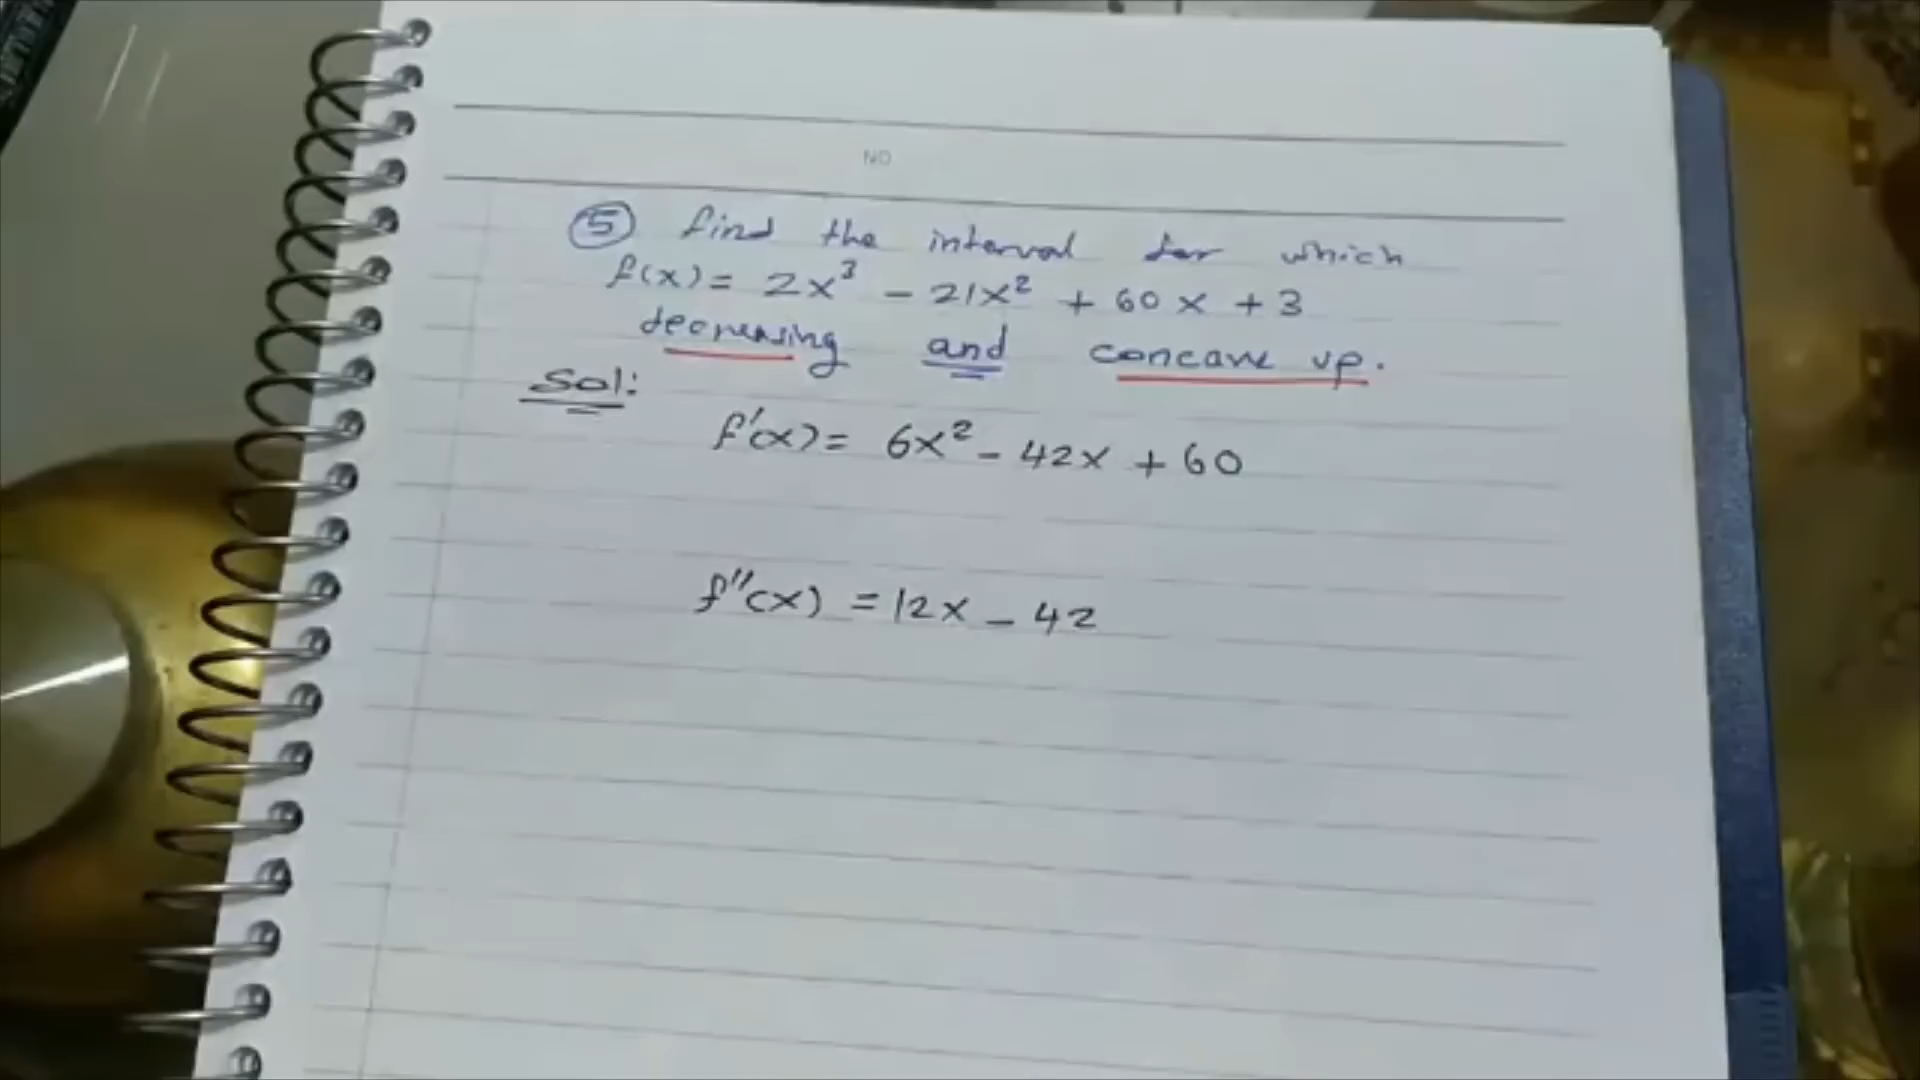 NO
⑤ find the interval for which
f(x) = 2x³ - 21x² + 60x + 3
decreasing and concave up.
Sol:
f'(x) = 6x² - 42x + 60
f''(x) = 12x - 42